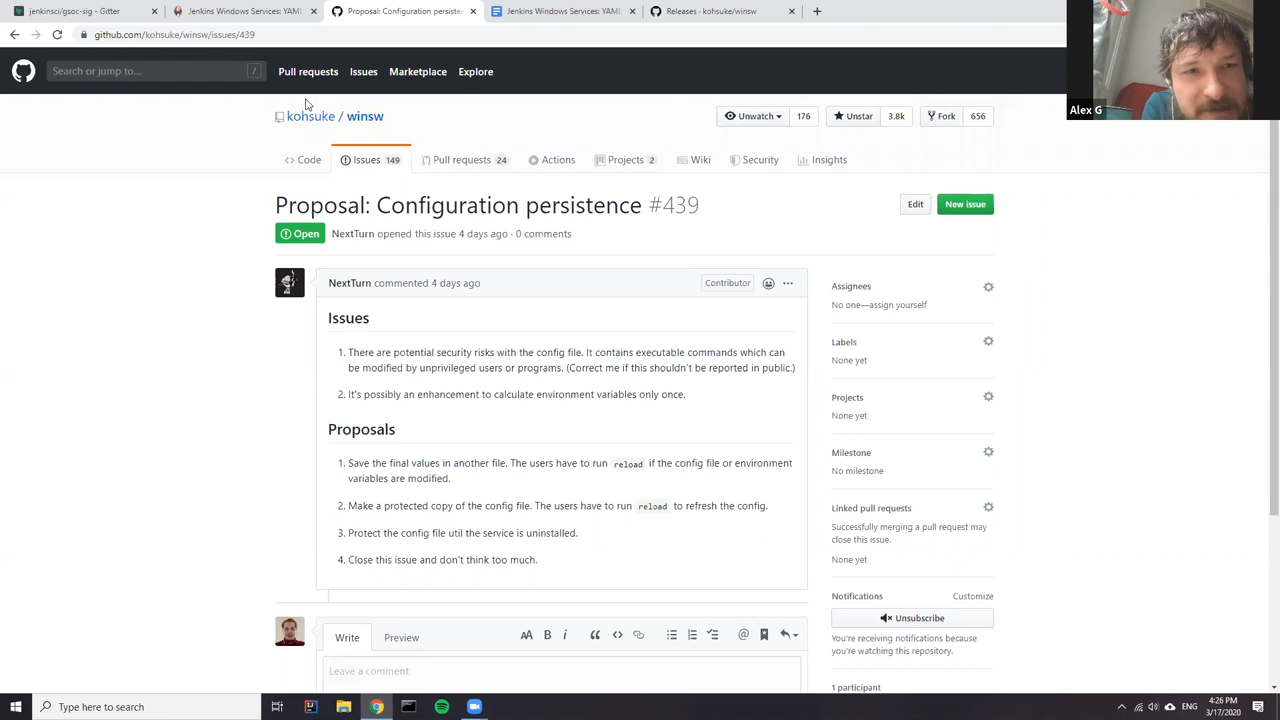 jenkinsci/gsoc-sig - Gitter
Jenkins Windows Services: YAML
Proposal: Configuration persistenc
Jenkins Windows Services: YAML
Releases · kohsuke/winsw
github.com/kohsuke/winsw/issues/439
Search or jump to...
/
Pull requests
Issues
Marketplace
Explore
Alex G
kohsuke / winsw
Unwatch
176
Unstar
3.8k
Fork
656
Code
Issues 149
Pull requests 24
Actions
Projects 2
Wiki
Security
Insights
Proposal: Configuration persistence #439
Edit
New issue
Open
NextTurn opened this issue 4 days ago · 0 comments
NextTurn commented 4 days ago
Contributor
Issues
1. There are potential security risks with the config file. It contains executable commands which can
be modified by unprivileged users or programs. (Correct me if this shouldn't be reported in public.)
2. It's possibly an enhancement to calculate environment variables only once.
Proposals
1. Save the final values in another file. The users have to run reload if the config file or environment
variables are modified.
2. Make a protected copy of the config file. The users have to run reload to refresh the config.
3. Protect the config file util the service is uninstalled.
4. Close this issue and don't think too much.
Assignees
No one—assign yourself
Labels
None yet
Projects
None yet
Milestone
No milestone
Linked pull requests
Successfully merging a pull request may
close this issue.
None yet
Notifications
Customize
Unsubscribe
You're receiving notifications because
you're watching this repository.
1 participant
Write
Preview
AA B i
Leave a comment
Type here to search
ENG
4:26 PM
3/17/2020